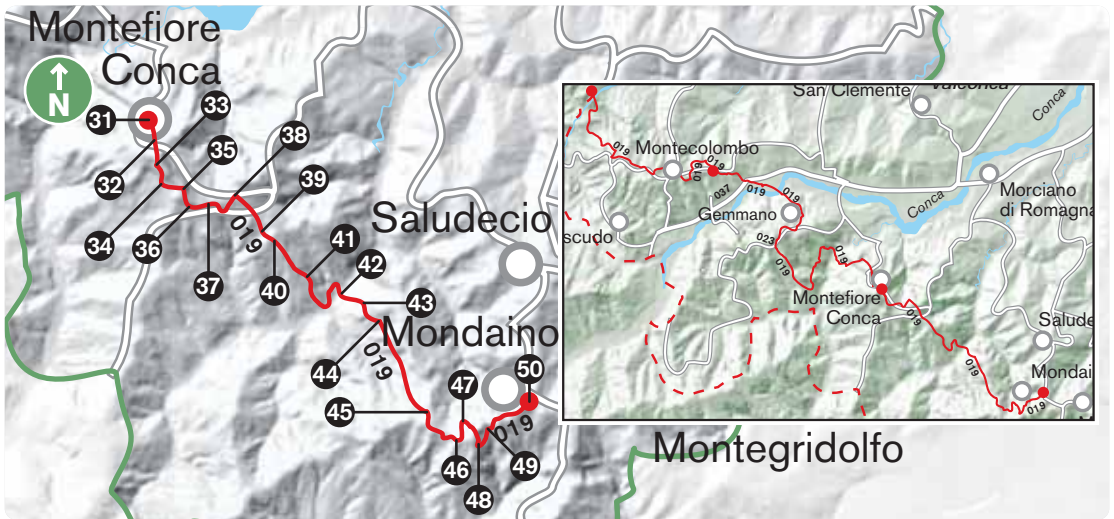 Montefiore
Conca
N
31
33
32
35
38
39
34
36
37
019
40
41
42
Saludecio
43
Mondaino
44
019
45
47
50
46
48
49
019
Montegridolfo
San Clemente
Valconca
Conca
Montecolombo
019
019
019
037
019
019
Gemmano
Conca
Morciano
di Romagna
scudo
023
019
019
Montefiore
Conca
019
Salude
Mondai
019